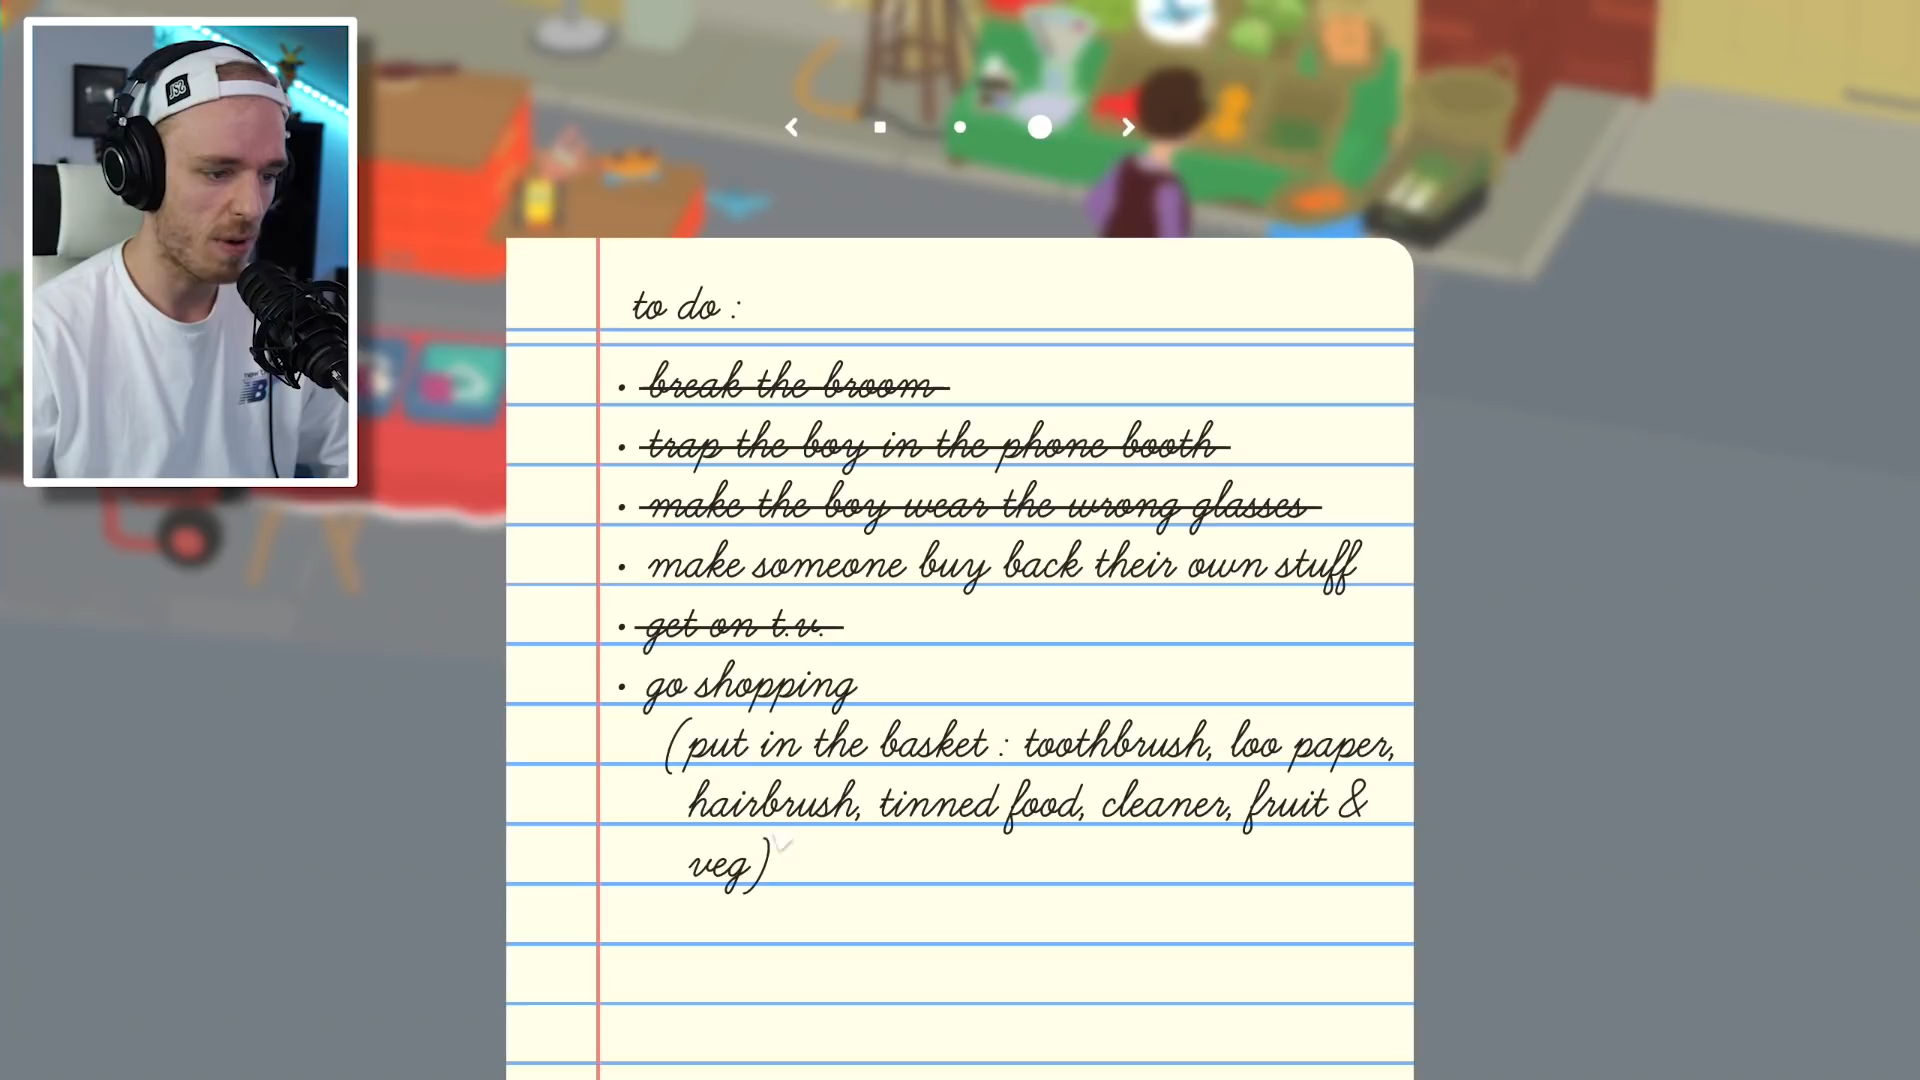 JSE
new
B
to do :
• break the broom
• trap the boy in the phone booth
• make the boy wear the wrong glasses
• make someone buy back their own stuff
• get on t.v.
• go shopping
(put in the basket : toothbrush, loo paper,
hairbrush, tinned food, cleaner, fruit &
veg)